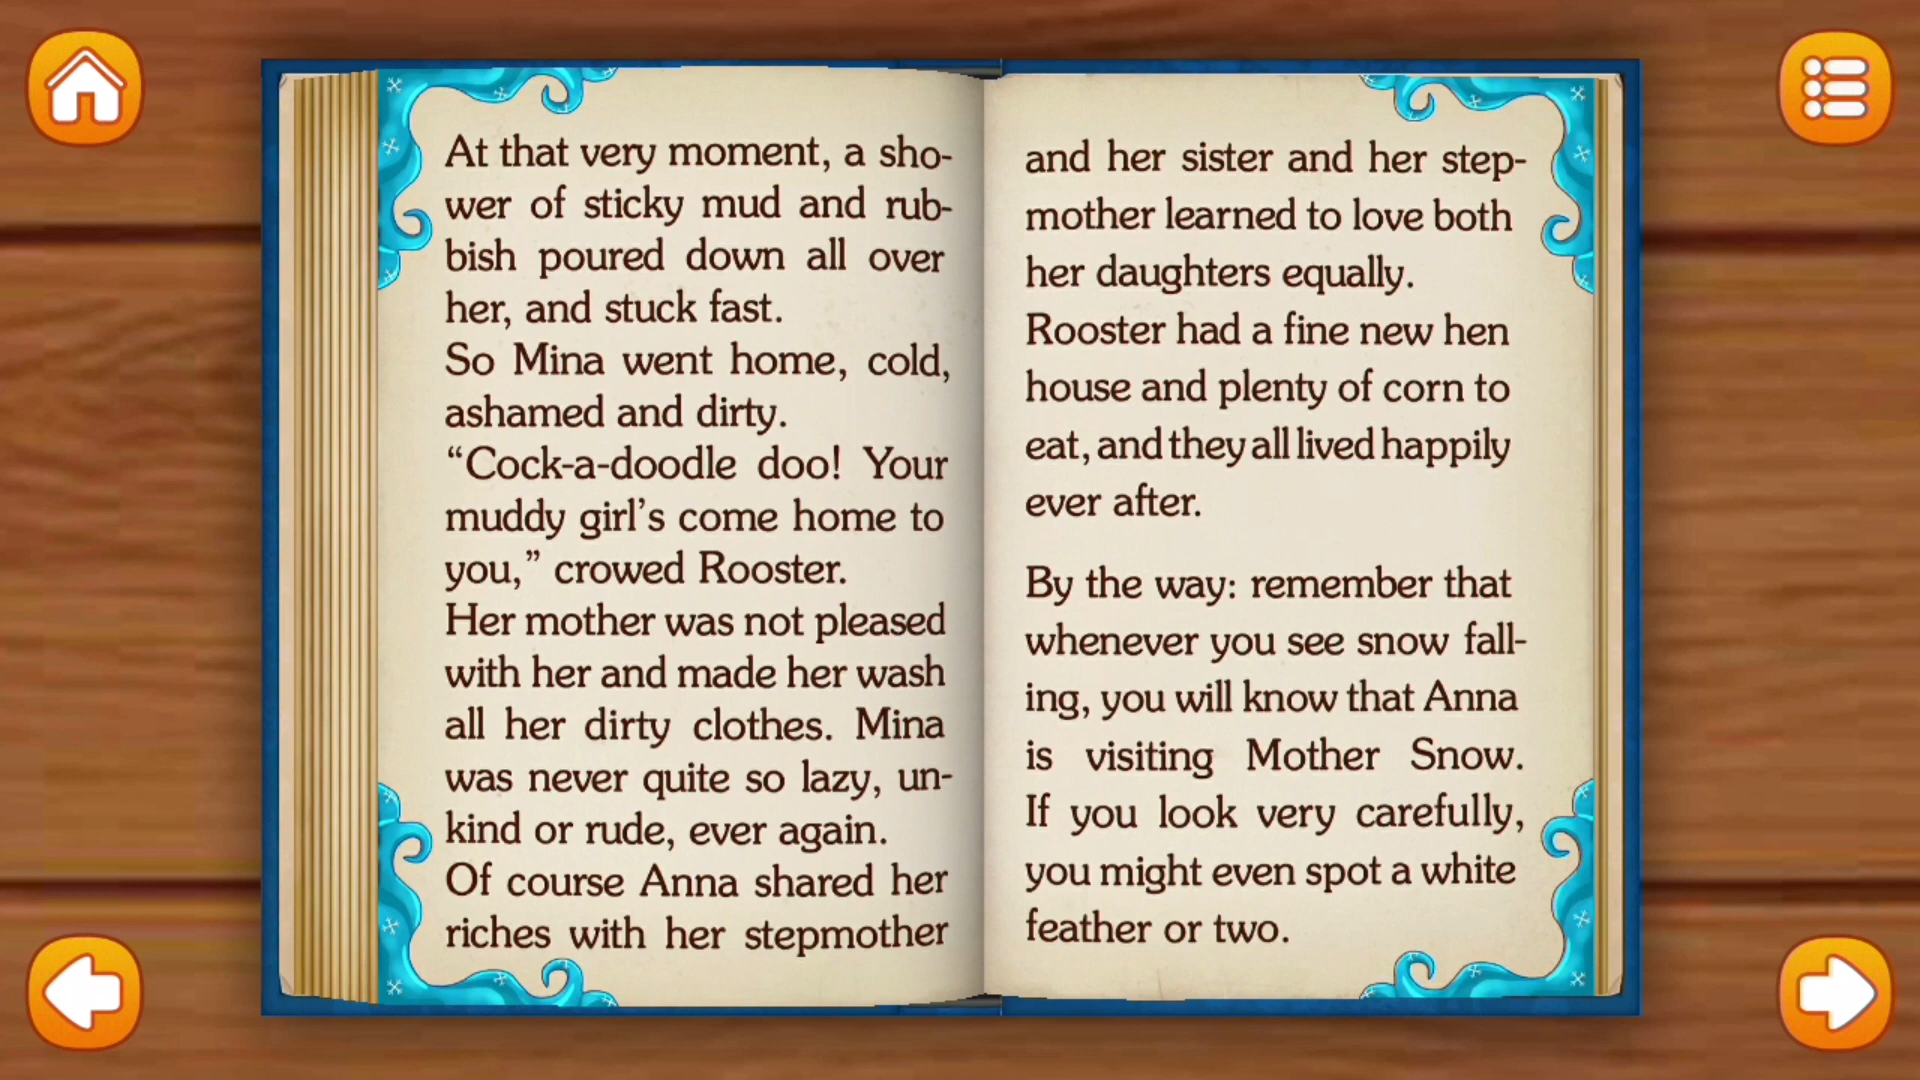 At that very moment, a sho-
wer of sticky mud and rub-
bish poured down all over
her, and stuck fast.
So Mina went home, cold,
ashamed and dirty.
“Cock-a-doodle doo! Your
muddy girl’s come home to
you,” crowed Rooster.
Her mother was not pleased
with her and made her wash
all her dirty clothes. Mina
was never quite so lazy, un-
kind or rude, ever again.
Of course Anna shared her
riches with her stepmother
and her sister and her step-
mother learned to love both
her daughters equally.
Rooster had a fine new hen
house and plenty of corn to
eat, and they all lived happily
ever after.
By the way: remember that
whenever you see snow fall-
ing, you will know that Anna
is visiting Mother Snow.
If you look very carefully,
you might even spot a white
feather or two.